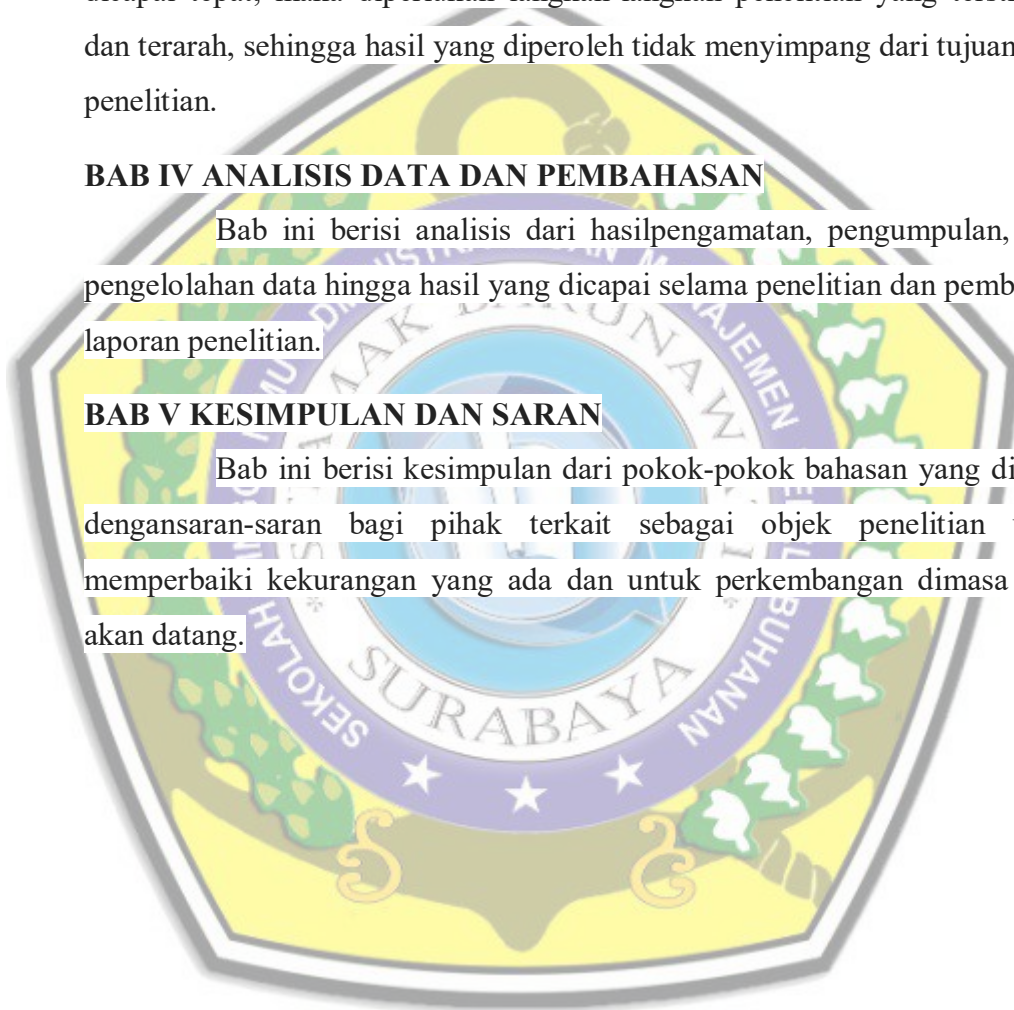 dan terarah, sehingga hasil yang diperoleh tidak menyimpang dari tujuan
penelitian.
BAB IV ANALISIS DATA DAN PEMBAHASAN
Bab ini berisi analisis dari hasilpengamatan, pengumpulan,
pengelolahan data hingga hasil yang dicapai selama penelitian dan pemb
laporan penelitian.
BAB V KESIMPULAN DAN SARAN
Bab ini berisi kesimpulan dari pokok-pokok bahasan yang di
dengansaran-saran bagi pihak terkait sebagai objek penelitian
memperbaiki kekurangan yang ada dan untuk perkembangan dimasa
akan datang.
SEKOLAH
MAJEMEN
BARUNAW
SURABAYA